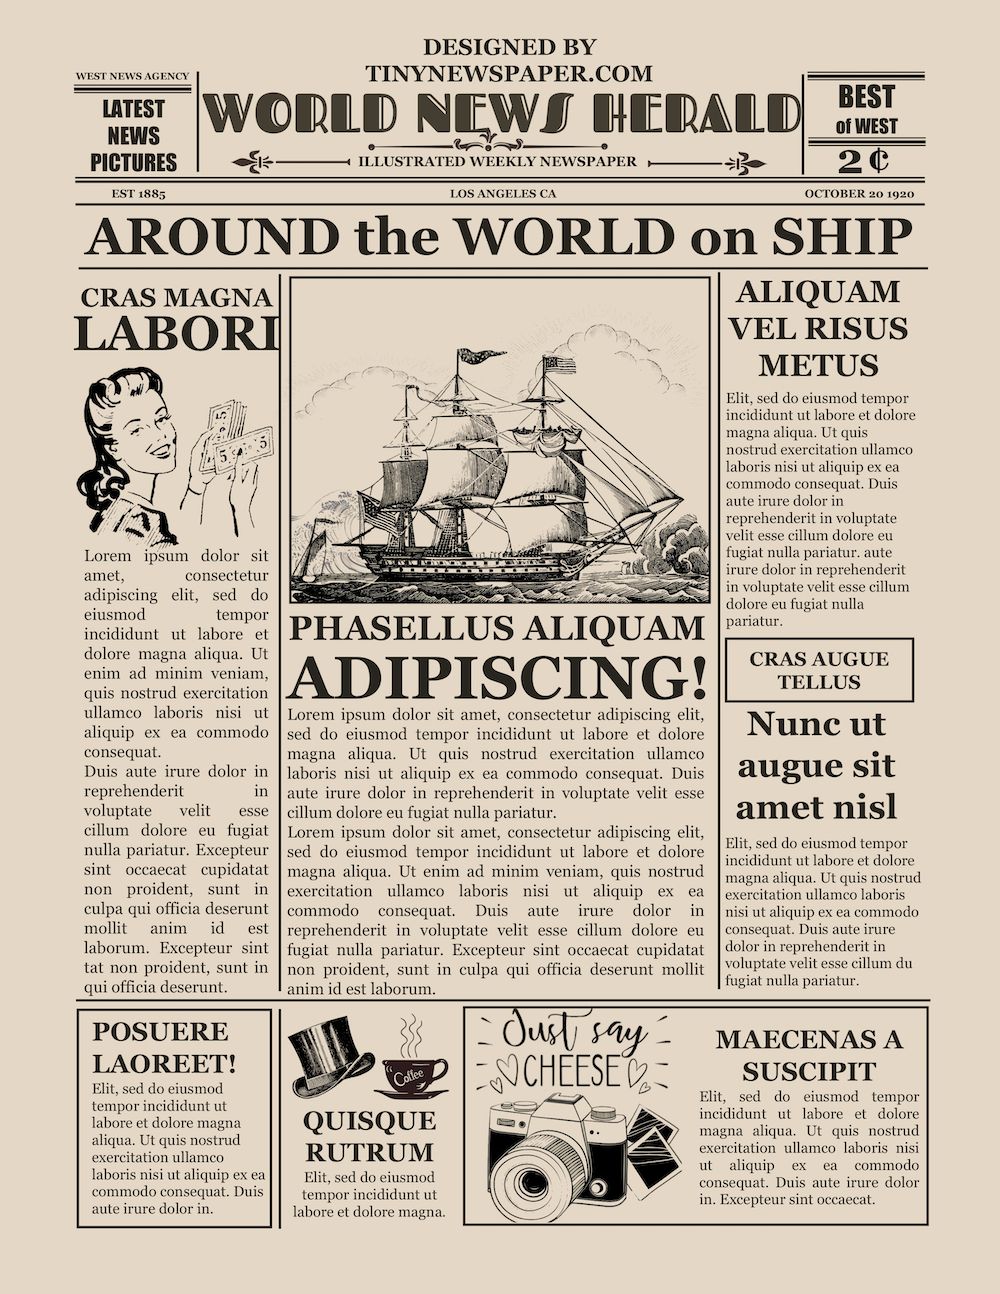 DESIGNED BY
TINYNEWSPAPER.COM
WEST NEWS AGENCY
LATEST
NEWS
PICTURES
WORLD NEWS HERALD
ILLUSTRATED WEEKLY NEWSPAPER
BEST
of WEST
2 ¢
EST 1885
LOS ANGELES CA
OCTOBER 20 1920
AROUND the WORLD on SHIP
CRAS MAGNA
LABORI
5
5 5
Lorem ipsum dolor sit
amet, consectetur
adipiscing elit, sed do
eiusmod tempor
incididunt ut labore et
dolore magna aliqua. Ut
enim ad minim veniam,
quis nostrud exercitation
ullamco laboris nisi ut
aliquip ex ea commodo
consequat.
Duis aute irure dolor in
reprehenderit in
voluptate velit esse
cillum dolore eu fugiat
nulla pariatur. Excepteur
sint occaecat cupidatat
non proident, sunt in
culpa qui officia deserunt
mollit anim id est
laborum. Excepteur sint
tat non proident, sunt in
qui officia deserunt.
PHASELLUS ALIQUAM
ADIPISCING!
Lorem ipsum dolor sit amet, consectetur adipiscing elit,
sed do eiusmod tempor incididunt ut labore et dolore
magna aliqua. Ut quis nostrud exercitation ullamco
laboris nisi ut aliquip ex ea commodo consequat. Duis
aute irure dolor in reprehenderit in voluptate velit esse
cillum dolore eu fugiat nulla pariatur.
Lorem ipsum dolor sit amet, consectetur adipiscing elit,
sed do eiusmod tempor incididunt ut labore et dolore
magna aliqua. Ut enim ad minim veniam, quis nostrud
exercitation ullamco laboris nisi ut aliquip ex ea
commodo consequat. Duis aute irure dolor in
reprehenderit in voluptate velit esse cillum dolore eu
fugiat nulla pariatur. Excepteur sint occaecat cupidatat
non proident, sunt in culpa qui officia deserunt mollit
anim id est laborum.
ALIQUAM
VEL RISUS
METUS
Elit, sed do eiusmod tempor
incididunt ut labore et dolore
magna aliqua. Ut quis
nostrud exercitation ullamco
laboris nisi ut aliquip ex ea
commodo consequat. Duis
aute irure dolor in
reprehenderit in voluptate
velit esse cillum dolore eu
fugiat nulla pariatur. aute
irure dolor in reprehenderit
in voluptate velit esse cillum
dolore eu fugiat nulla
pariatur.
CRAS AUGUE
TELLUS
Nunc ut
augue sit
amet nisl
Elit, sed do eiusmod tempor
incididunt ut labore et dolore
magna aliqua. Ut quis nostrud
exercitation ullamco laboris
nisi ut aliquip ex ea commodo
consequat. Duis aute irure
dolor in reprehenderit in
voluptate velit esse cillum du
fugiat nulla pariatur.
POSUERE
LAOREET!
Elit, sed do eiusmod
tempor incididunt ut
labore et dolore magna
aliqua. Ut quis nostrud
exercitation ullamco
laboris nisi ut aliquip ex ea
commodo consequat. Duis
aute irure dolor in.
Coffee
QUISQUE
RUTRUM
Elit, sed do eiusmod
tempor incididunt ut
labore et dolore magna.
Just say
CHEESE
MAECENAS A
SUSCIPIT
Elit, sed do eiusmod tempor
incididunt ut labore et dolore
magna aliqua. Ut quis nostrud
exercitation ullamco laboris nisi
ut aliquip ex ea commodo
consequat. Duis aute irure dolor
in. Excepteur sint occaecat.